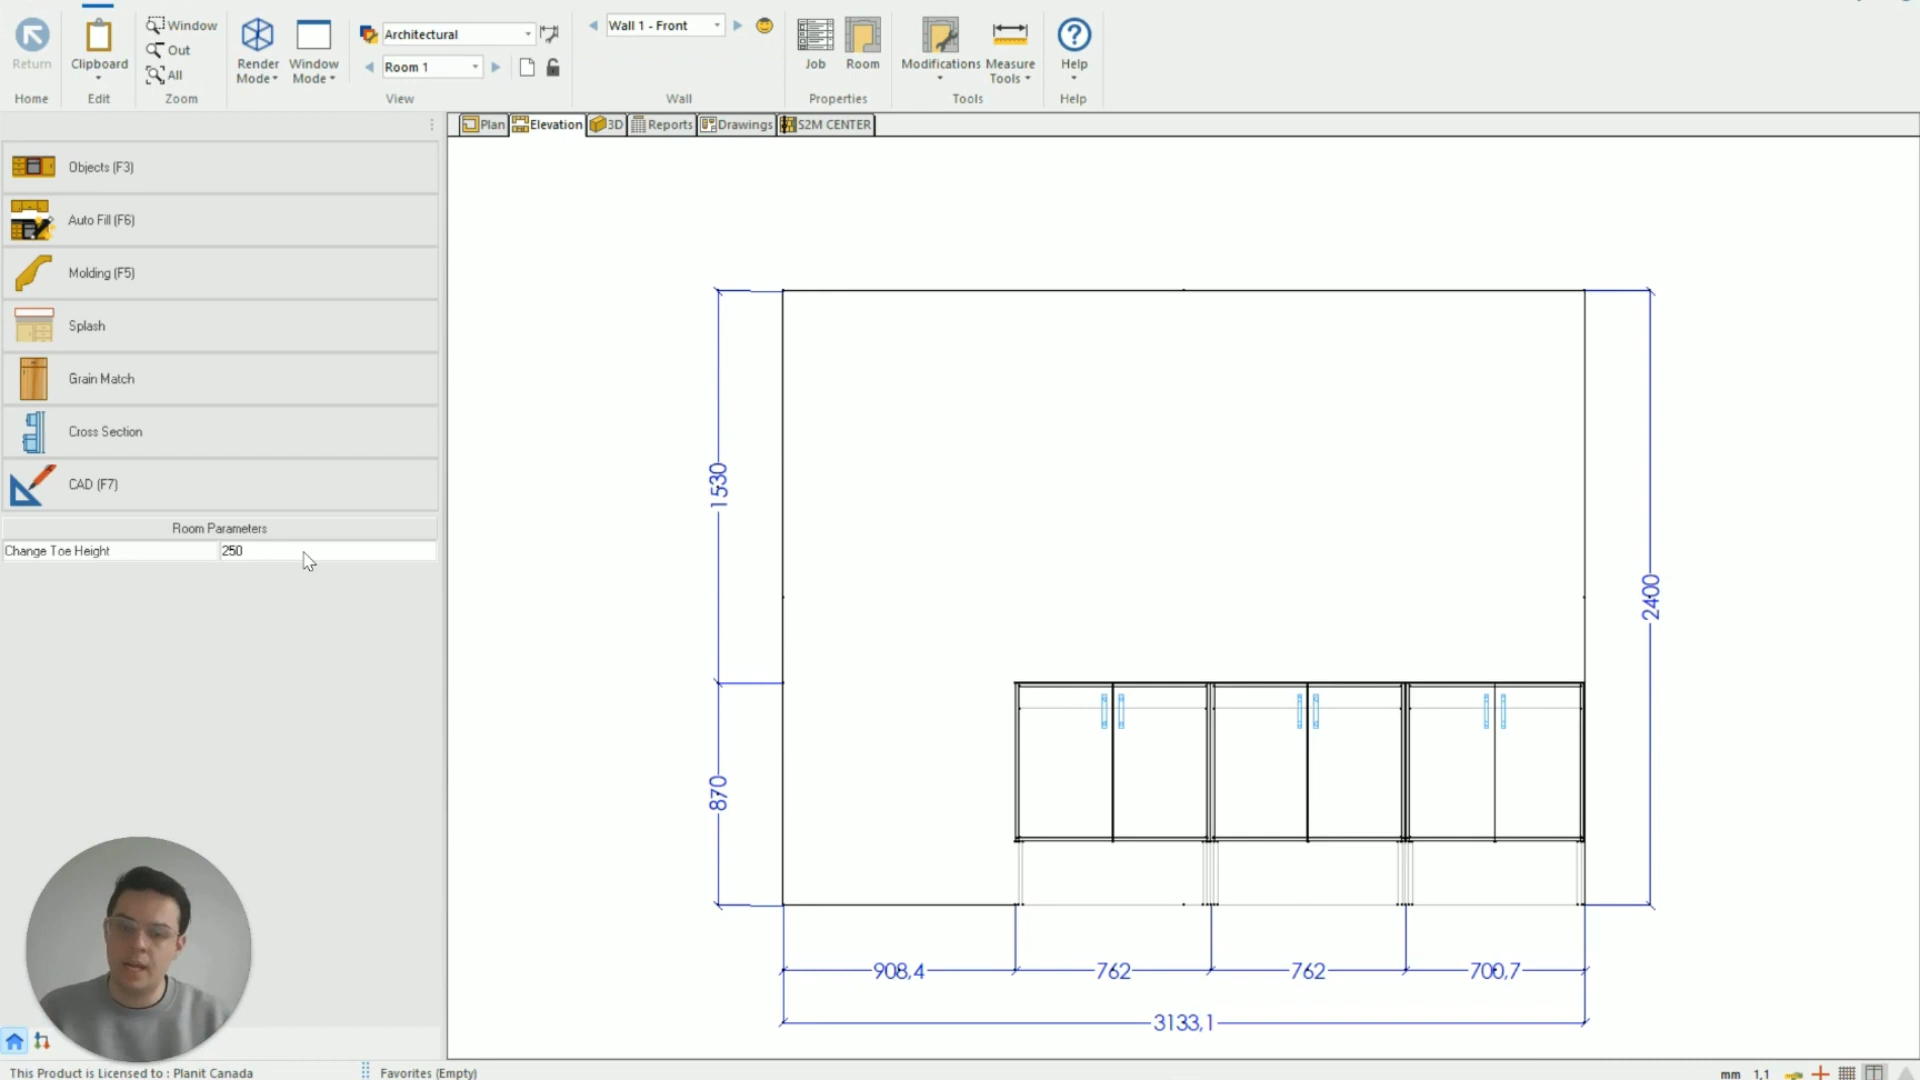 Return
Home
Clipboard
Edit
Window
Out
All
Zoom
Render
Mode
Window
Mode
Architectural
Room 1
View
Wall 1 - Front
Wall
Job
Room
Properties
Modifications
Measure
Tools
Tools
Help
Help
Plan
Elevation
3D
Reports
Drawings
S2M CENTER
Objects (F3)
Auto Fill (F6)
Molding (F5)
Splash
Grain Match
Cross Section
CAD (F7)
Room Parameters
Change Toe Height 250
1530
870
2400
908,4
762
762
700,7
3133,1
This Product is Licensed to : Planit Canada
Favorites (Empty)
mm
1,1